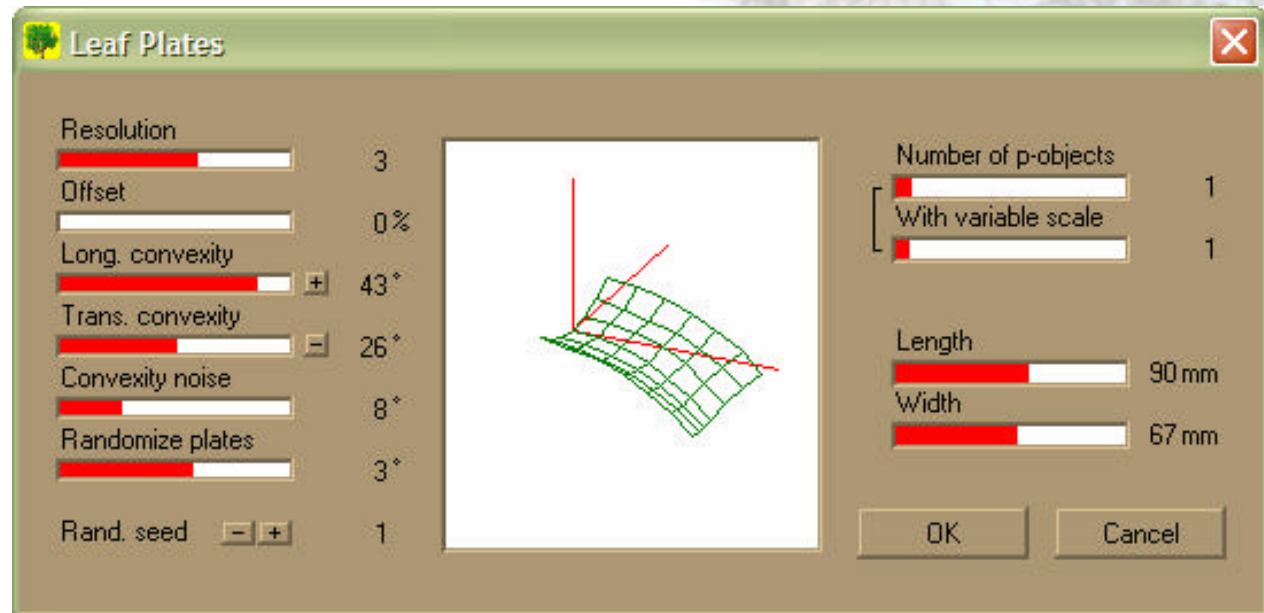 Leaf Plates
Resolution
3
Offset
0%
Long. convexity
+ 43°
Trans. convexity
- 26°
Convexity noise
8°
Randomize plates
3°
Rand. seed - + 1
Number of p-objects
1
With variable scale
1
Length
90 mm
Width
67 mm
OK Cancel